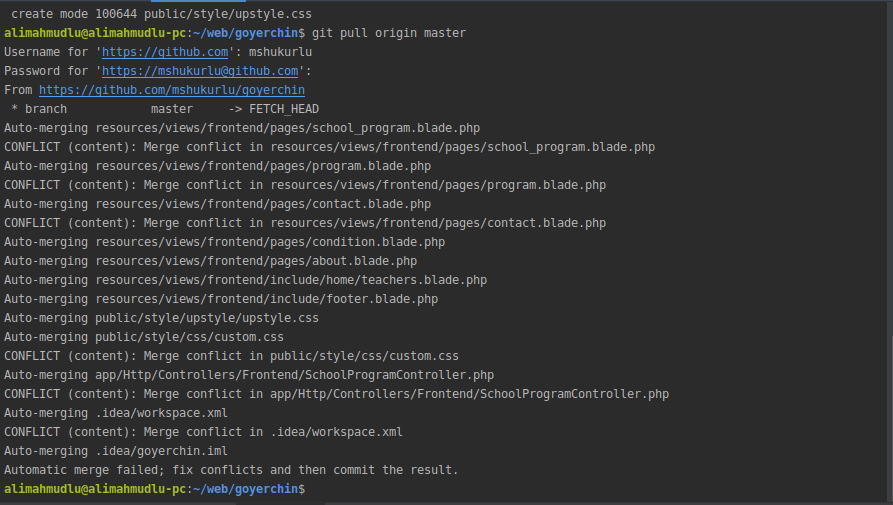 create mode 100644 public/style/upstyle.css
alimahmudlu@alimahmudlu-pc:~/web/goyerchin$ git pull origin master
Username for 'https://github.com': mshukurlu
Password for 'https://mshukurlu@github.com':
From https://github.com/mshukurlu/goyerchin
 * branch            master     -> FETCH_HEAD
Auto-merging resources/views/frontend/pages/school_program.blade.php
CONFLICT (content): Merge conflict in resources/views/frontend/pages/school_program.blade.php
Auto-merging resources/views/frontend/pages/program.blade.php
CONFLICT (content): Merge conflict in resources/views/frontend/pages/program.blade.php
Auto-merging resources/views/frontend/pages/contact.blade.php
CONFLICT (content): Merge conflict in resources/views/frontend/pages/contact.blade.php
Auto-merging resources/views/frontend/pages/condition.blade.php
Auto-merging resources/views/frontend/pages/about.blade.php
Auto-merging resources/views/frontend/include/home/teachers.blade.php
Auto-merging resources/views/frontend/include/footer.blade.php
Auto-merging public/style/upstyle/upstyle.css
Auto-merging public/style/css/custom.css
CONFLICT (content): Merge conflict in public/style/css/custom.css
Auto-merging app/Http/Controllers/Frontend/SchoolProgramController.php
CONFLICT (content): Merge conflict in app/Http/Controllers/Frontend/SchoolProgramController.php
Auto-merging .idea/workspace.xml
CONFLICT (content): Merge conflict in .idea/workspace.xml
Auto-merging .idea/goyerchin.iml
Automatic merge failed; fix conflicts and then commit the result.
alimahmudlu@alimahmudlu-pc:~/web/goyerchin$